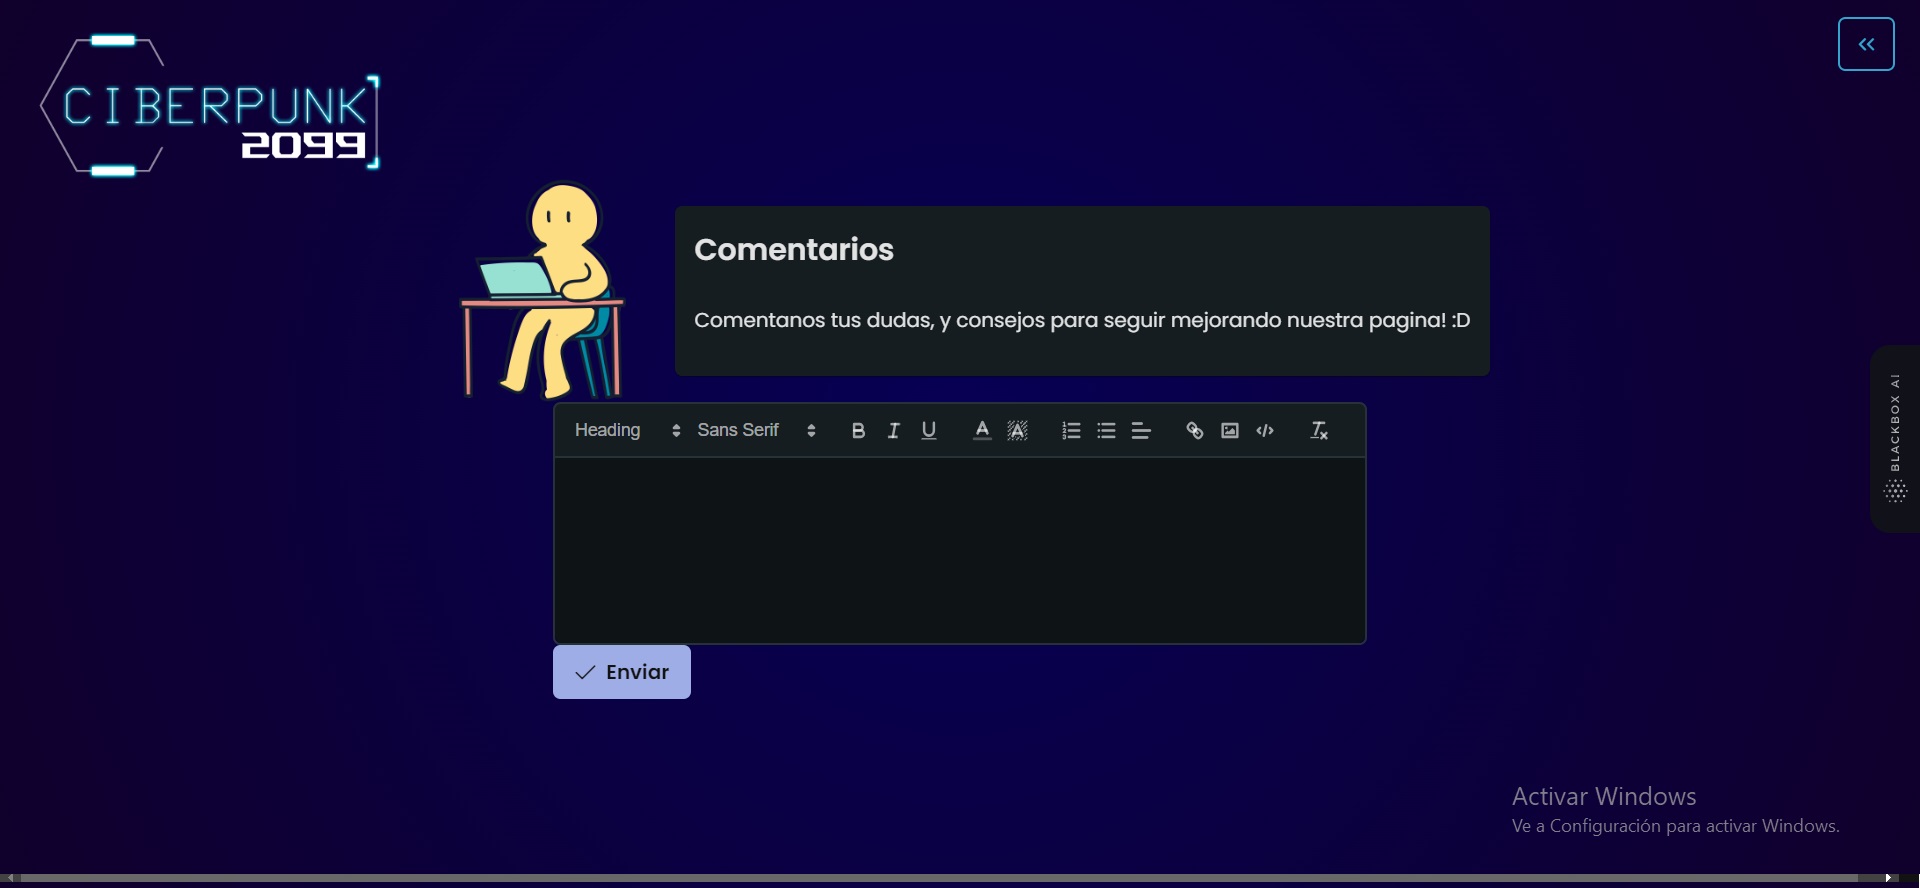 CIBERPUNK
2099
Comentarios
Comentanos tus dudas, y consejos para seguir mejorando nuestra pagina! :D
Heading Sans Serif B I U A A
Enviar
BLACKBOX AI
Activar Windows
Ve a Configuración para activar Windows.